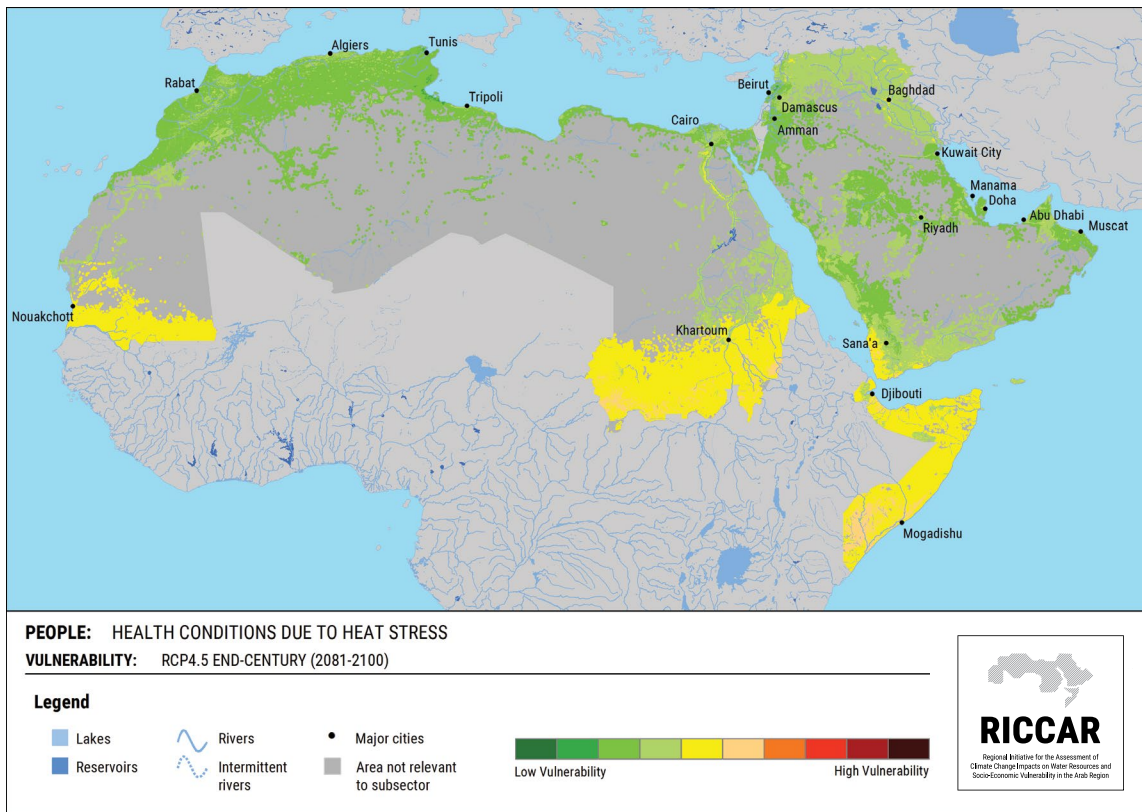 Algiers
Tunis
Rabat
Tripoli
Beirut
Damascus
Baghdad
Cairo
Amman
Kuwait City
Manama
Doha
Abu Dhabi
Muscat
Riyadh
Nouakchott
Khartoum
Sana'a
Djibouti
Mogadishu
PEOPLE: HEALTH CONDITIONS DUE TO HEAT STRESS
VULNERABILITY: RCP4.5 END-CENTURY (2081-2100)
Legend
Lakes
Reservoirs
Rivers
Intermittent
rivers
Major cities
Area not relevant
to subsector
Low Vulnerability
High Vulnerability
RICCAR
Regional Initiative for the Assessment of
Climate Change Impacts on Water Resources and
Socio-Economic Vulnerability in the Arab Region